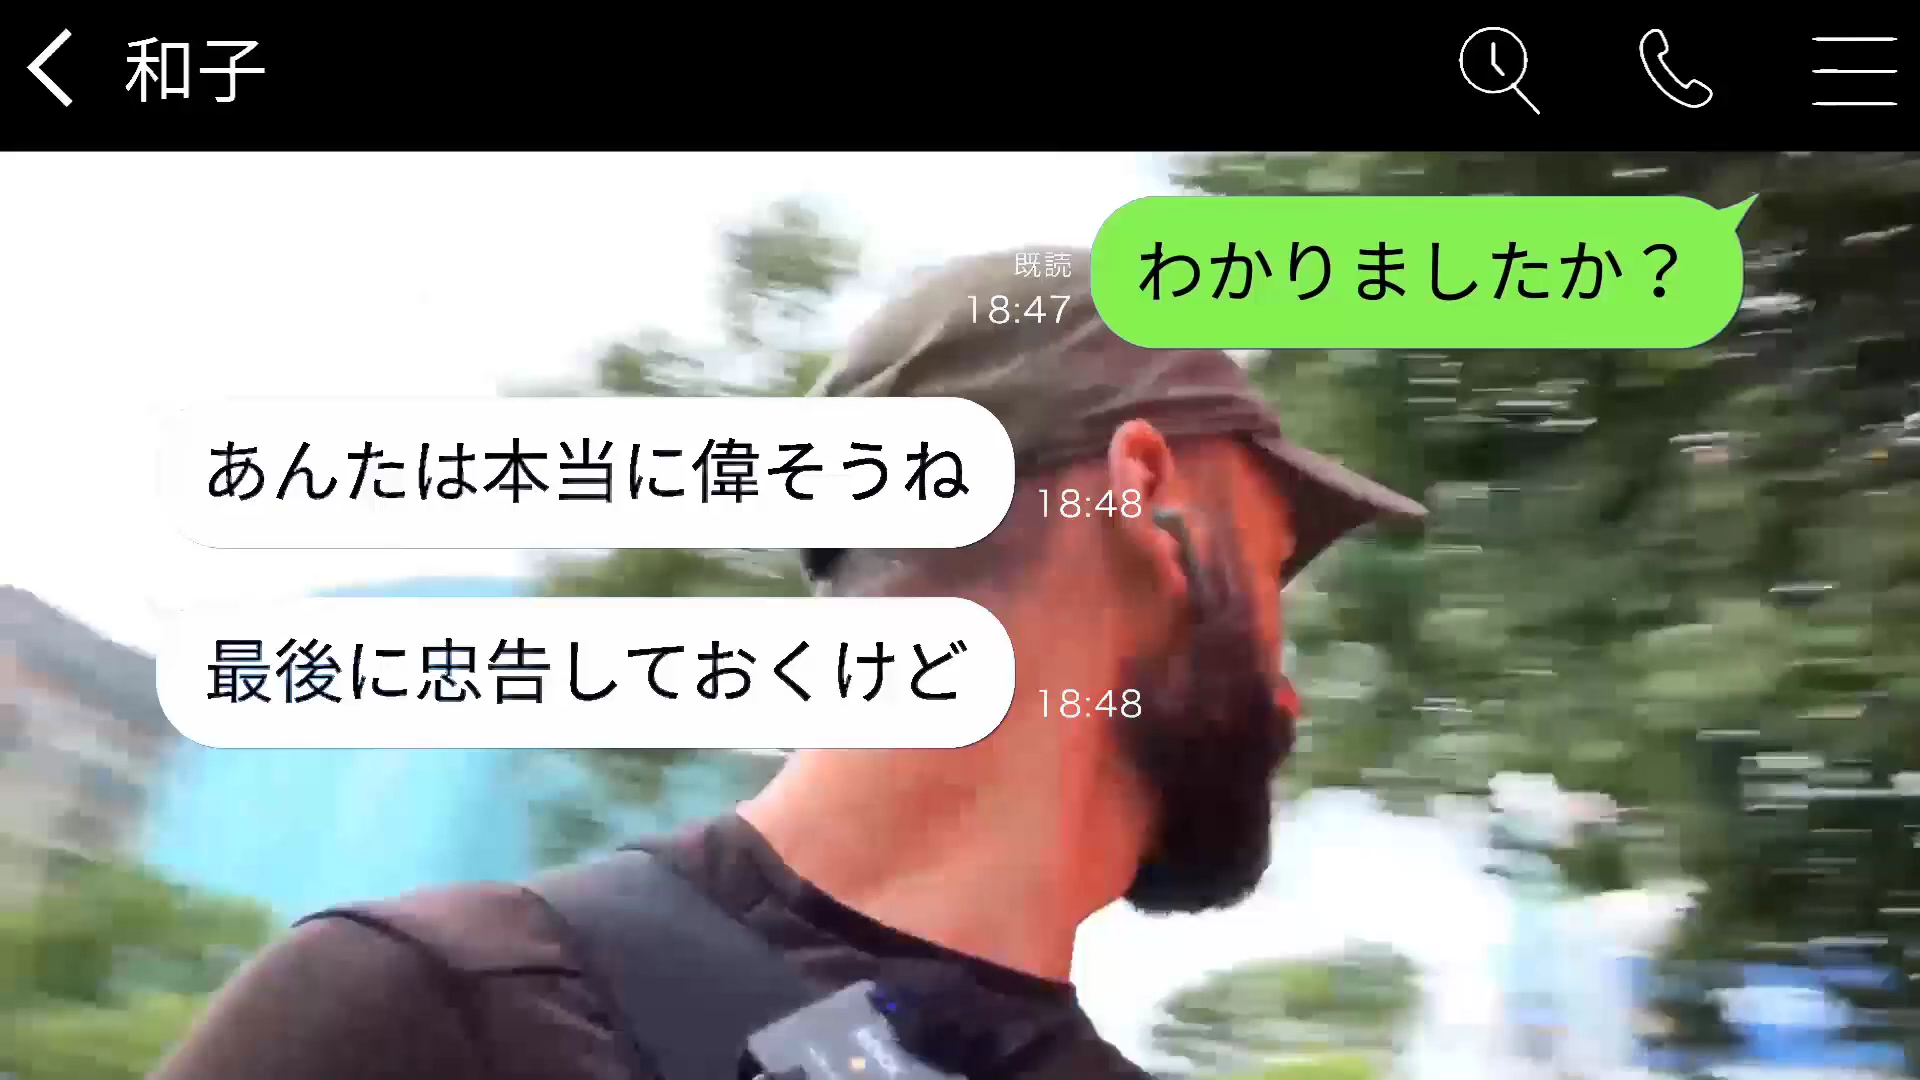 和子
わかりましたか？
既読
18:47
あんたは本当に偉そうね
18:48
最後に忠告しておくけど
18:48